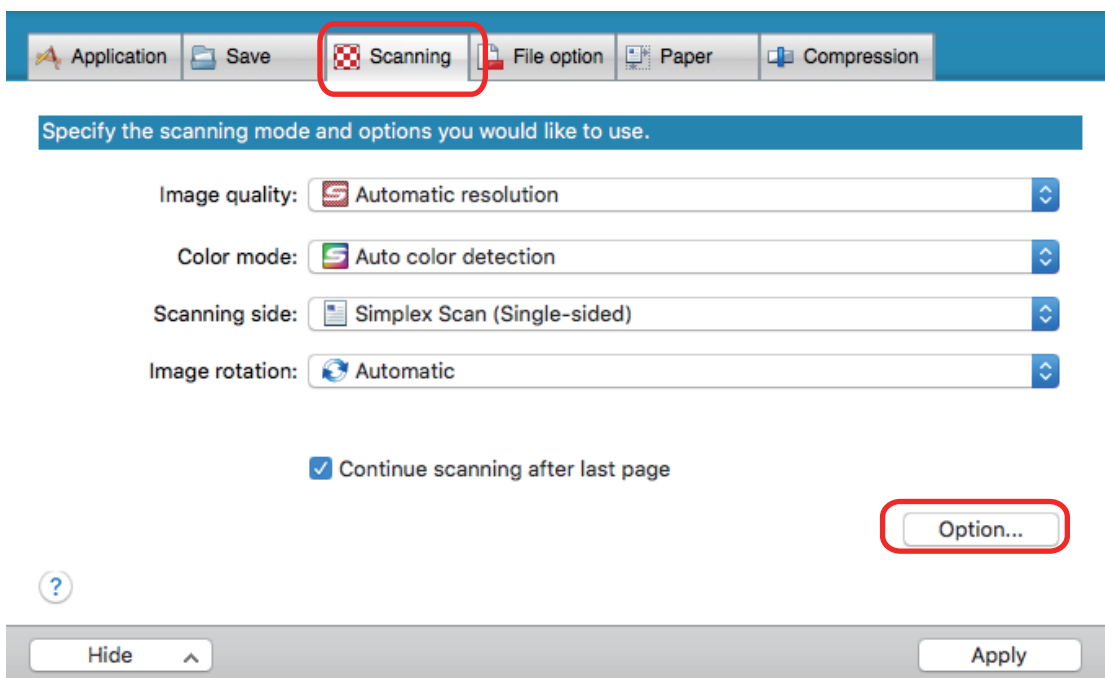 Application Save Scanning File option Paper Compression
Specify the scanning mode and options you would like to use.
Image quality: Automatic resolution
Color mode: Auto color detection
Scanning side: Simplex Scan (Single-sided)
Image rotation: Automatic
Continue scanning after last page
Option...
?
Hide Apply